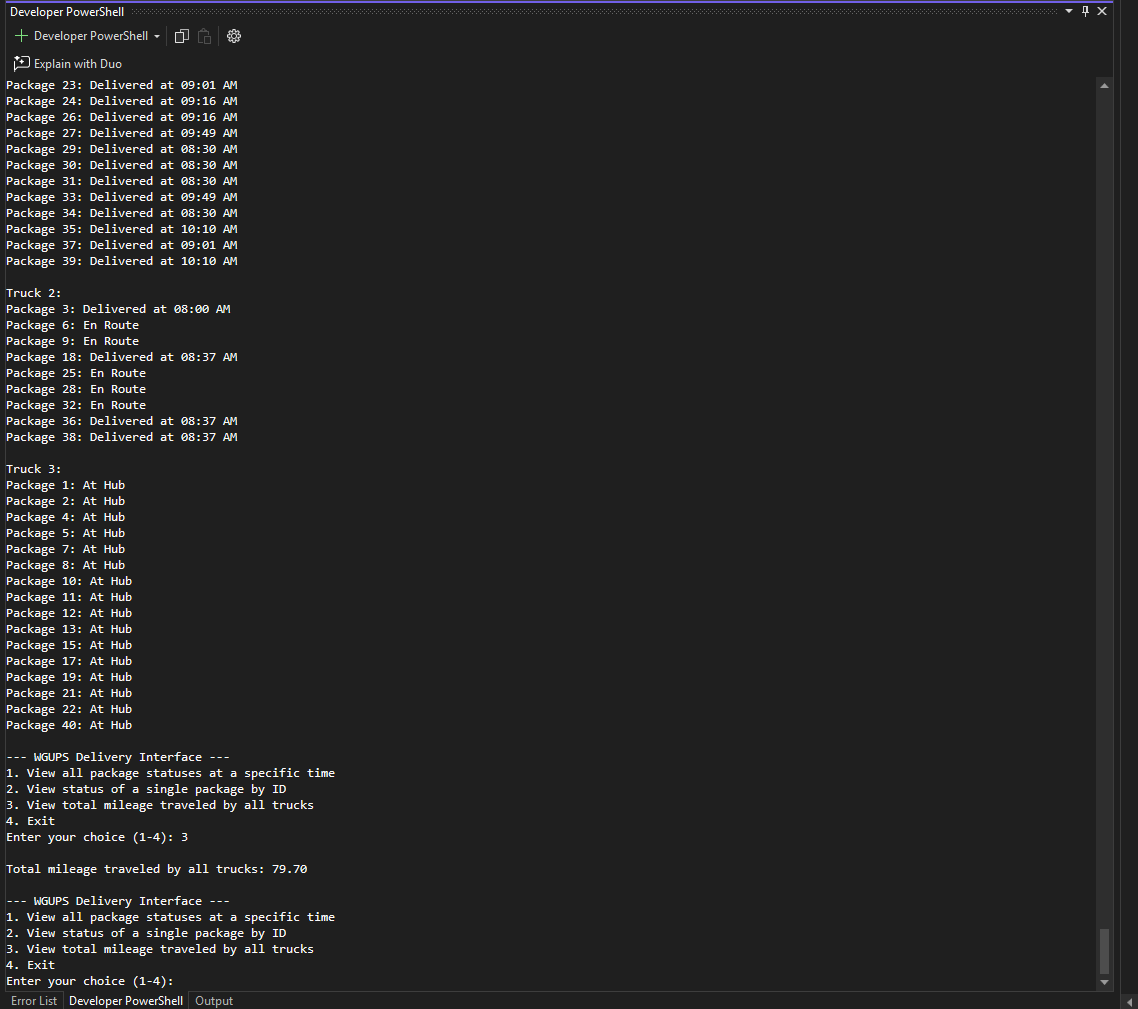 Developer PowerShell
Developer PowerShell
Explain with Duo
Package 23: Delivered at 09:01 AM
Package 24: Delivered at 09:16 AM
Package 26: Delivered at 09:16 AM
Package 27: Delivered at 09:49 AM
Package 29: Delivered at 08:30 AM
Package 30: Delivered at 08:30 AM
Package 31: Delivered at 08:30 AM
Package 33: Delivered at 09:49 AM
Package 34: Delivered at 08:30 AM
Package 35: Delivered at 10:10 AM
Package 37: Delivered at 09:01 AM
Package 39: Delivered at 10:10 AM
Truck 2:
Package 3: Delivered at 08:00 AM
Package 6: En Route
Package 9: En Route
Package 18: Delivered at 08:37 AM
Package 25: En Route
Package 28: En Route
Package 32: En Route
Package 36: Delivered at 08:37 AM
Package 38: Delivered at 08:37 AM
Truck 3:
Package 1: At Hub
Package 2: At Hub
Package 4: At Hub
Package 5: At Hub
Package 7: At Hub
Package 8: At Hub
Package 10: At Hub
Package 11: At Hub
Package 12: At Hub
Package 13: At Hub
Package 15: At Hub
Package 17: At Hub
Package 19: At Hub
Package 21: At Hub
Package 22: At Hub
Package 40: At Hub
--- WGUPS Delivery Interface ---
1. View all package statuses at a specific time
2. View status of a single package by ID
3. View total mileage traveled by all trucks
4. Exit
Enter your choice (1-4): 3
Total mileage traveled by all trucks: 79.70
--- WGUPS Delivery Interface ---
1. View all package statuses at a specific time
2. View status of a single package by ID
3. View total mileage traveled by all trucks
4. Exit
Enter your choice (1-4):
Error List Developer PowerShell Output